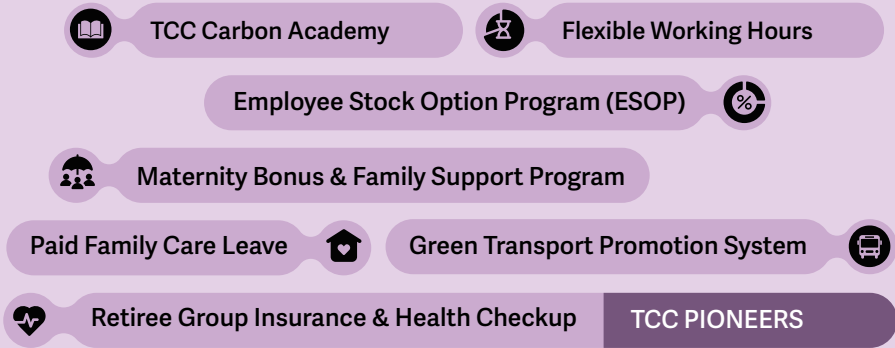 TCC Carbon Academy
Flexible Working Hours
Employee Stock Option Program (ESOP)
%
Maternity Bonus & Family Support Program
Paid Family Care Leave
Green Transport Promotion System
Retiree Group Insurance & Health Checkup
TCC PIONEERS